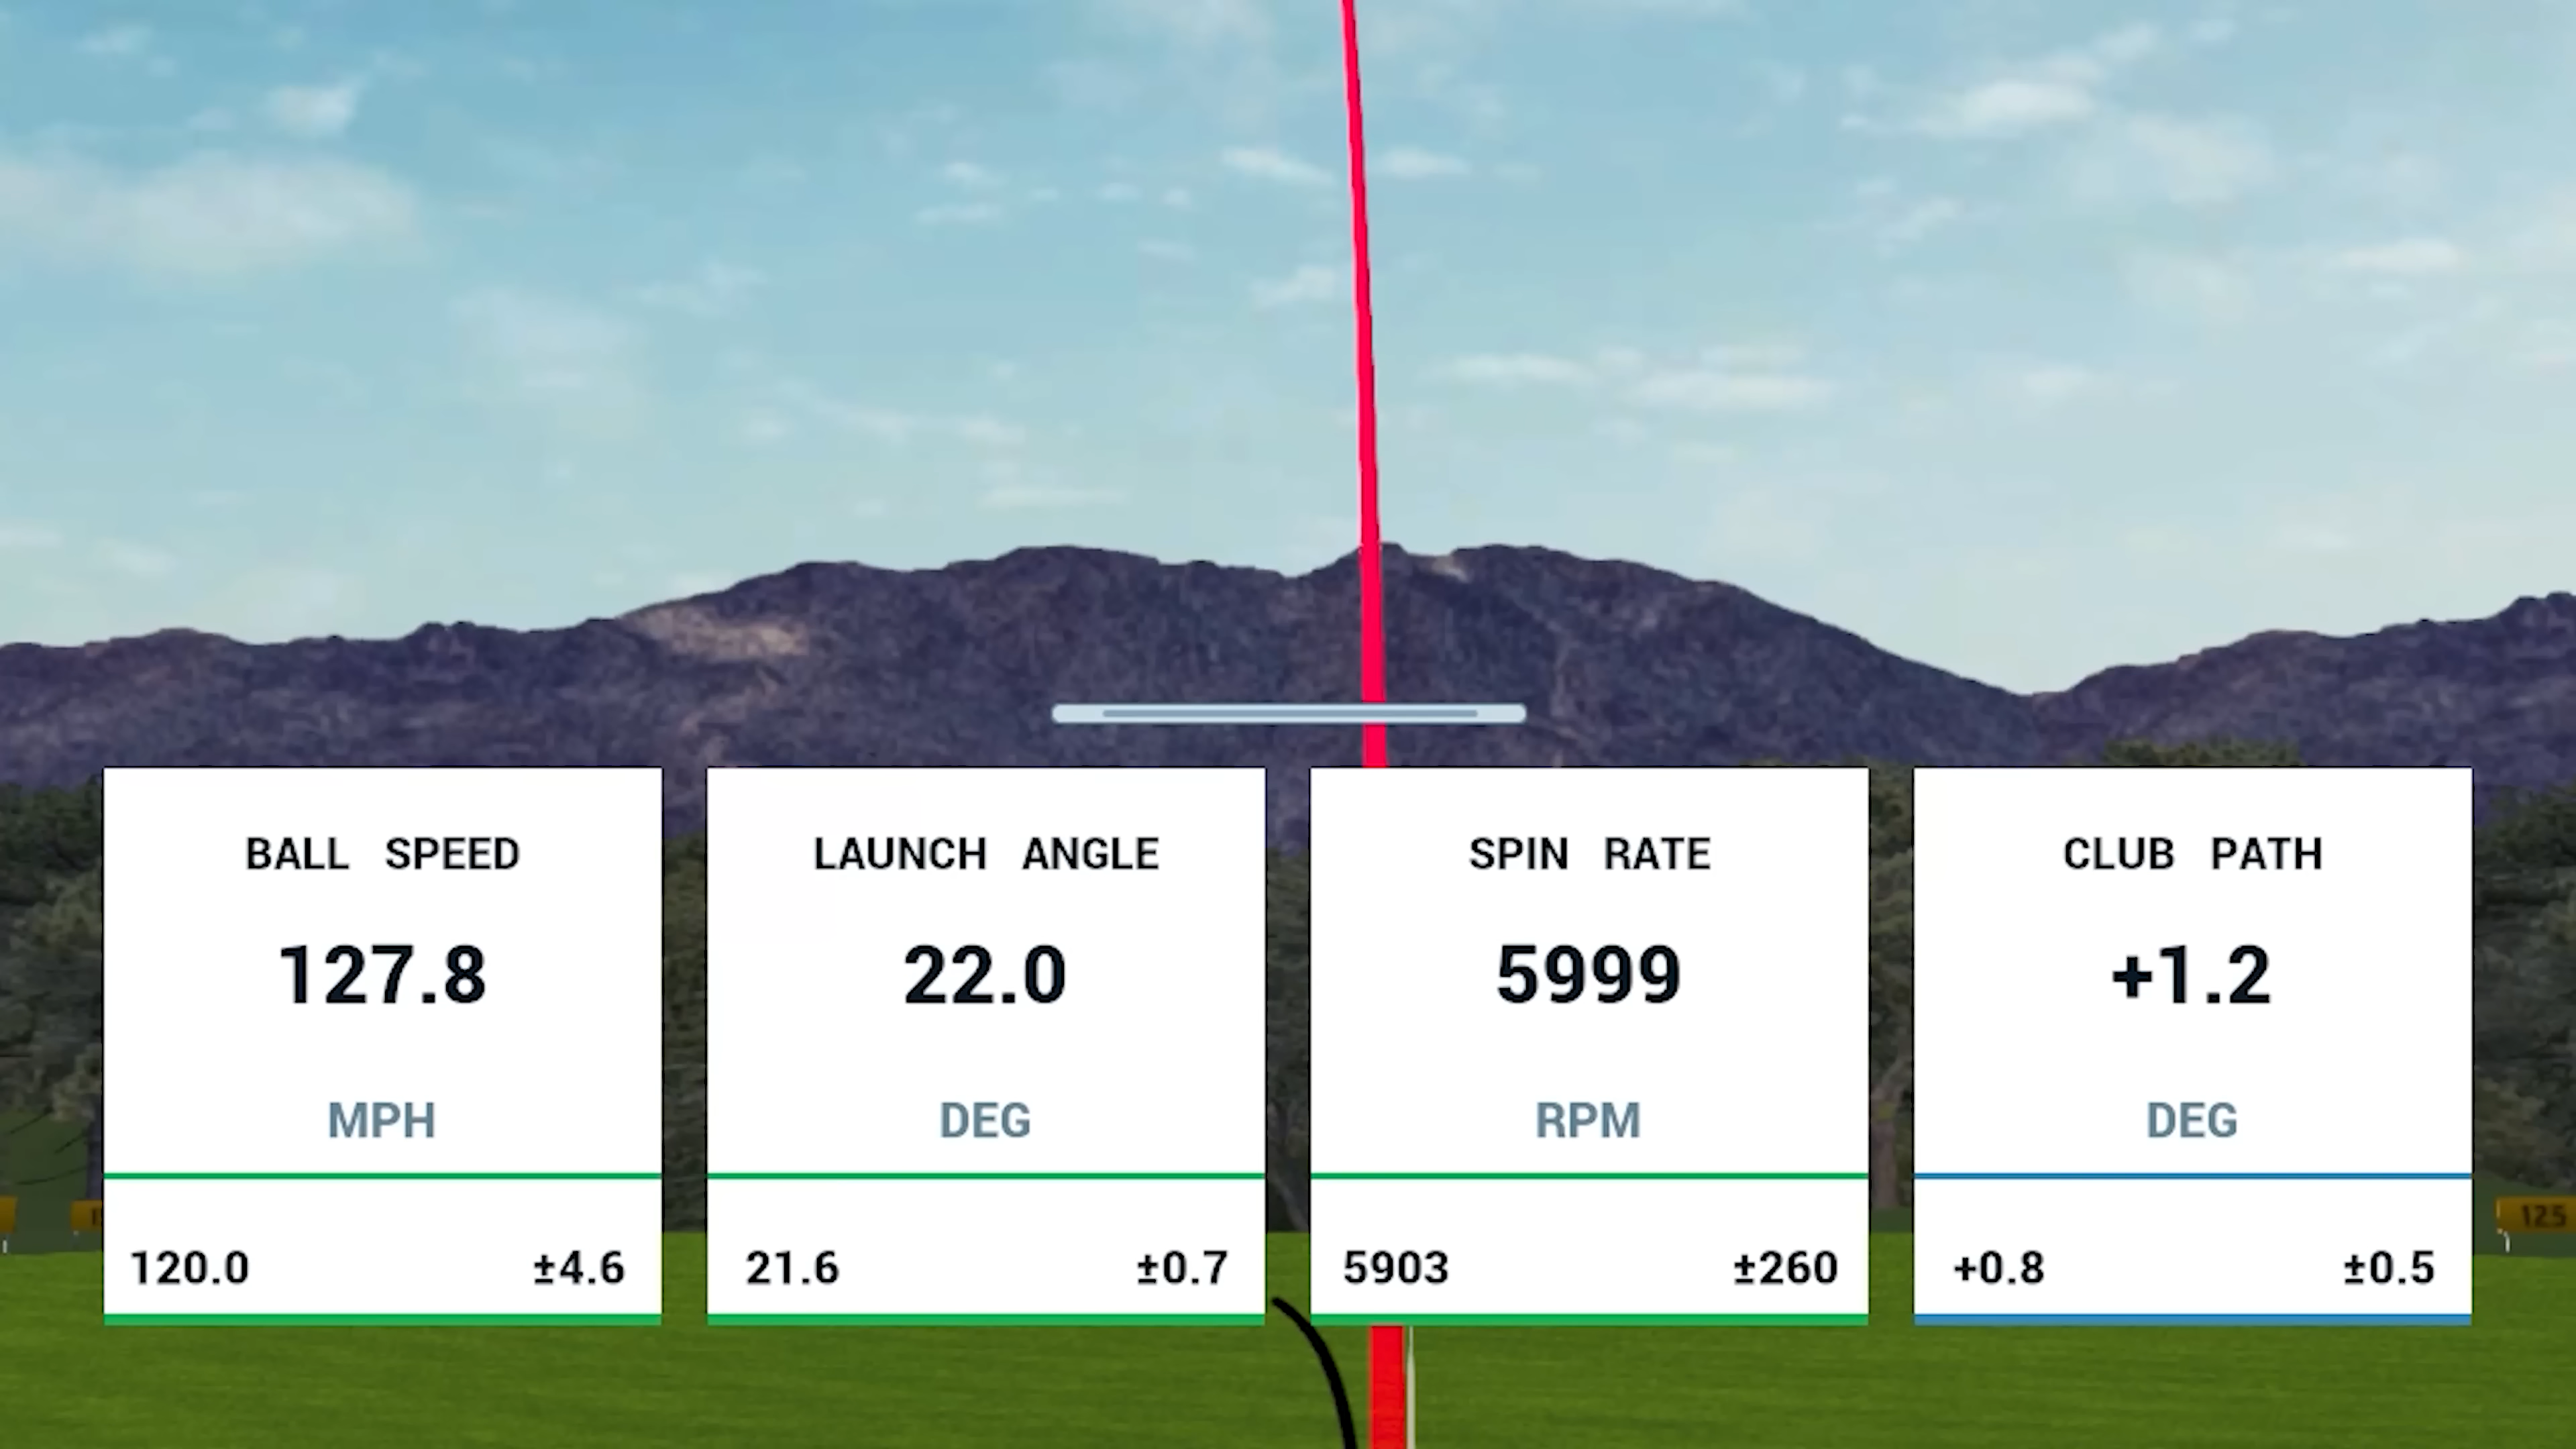 BALL SPEED
127.8
MPH
120.0 ±4.6
LAUNCH ANGLE
22.0
DEG
21.6 ±0.7
SPIN RATE
5999
RPM
5903 ±260
CLUB PATH
+1.2
DEG
+0.8 ±0.5
125